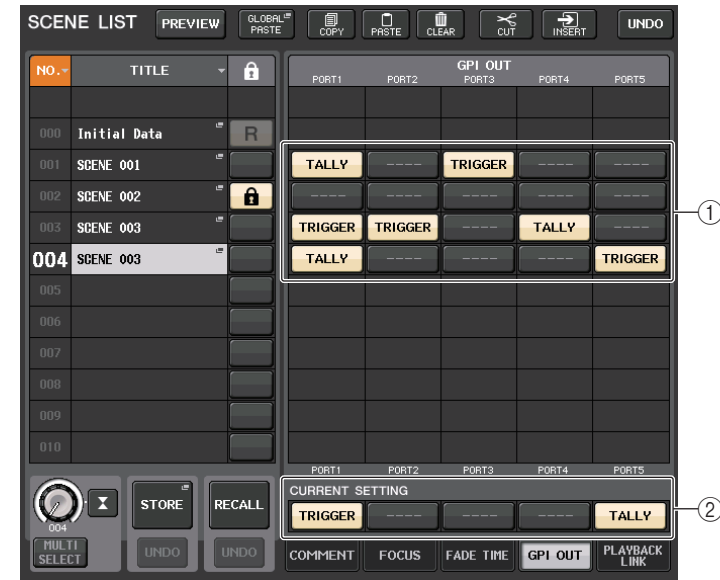 SCENE LIST PREVIEW GLOBAL PASTE COPY PASTE CLEAR CUT INSERT UNDO
NO. TITLE GPI OUT
PORT1 PORT2 PORT3 PORT4 PORT5
000 Initial Data R
001 SCENE 001 TALLY ---- TRIGGER ---- ----
002 SCENE 002 ---- ---- ---- ---- ----
003 SCENE 003 TRIGGER TRIGGER ---- TALLY ----
004 SCENE 003 TALLY ---- ---- ---- TRIGGER
005
006
007
008
009
010
①
PORT1 PORT2 PORT3 PORT4 PORT5
CURRENT SETTING
TRIGGER ---- ---- ---- TALLY
②
004 STORE RECALL
MULTI SELECT UNDO UNDO
COMMENT FOCUS FADE TIME GPI OUT PLAYBACK LINK